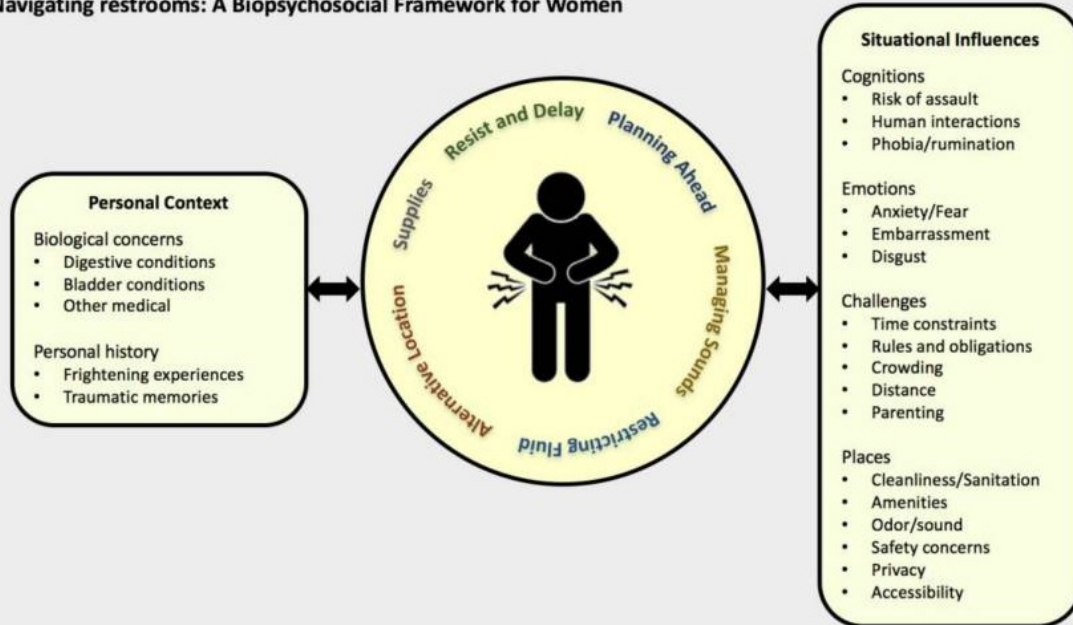 Navigating restrooms: A Biopsychosocial Framework for Women
Personal Context
Biological concerns
• Digestive conditions
• Bladder conditions
• Other medical
Personal history
• Frightening experiences
• Traumatic memories
Resist and Delay
Planning Ahead
Managing Sounds
Restricting Fluid
Alternative Location
Supplies
Situational Influences
Cognitions
• Risk of assault
• Human interactions
• Phobia/rumination
Emotions
• Anxiety/Fear
• Embarrassment
• Disgust
Challenges
• Time constraints
• Rules and obligations
• Crowding
• Distance
• Parenting
Places
• Cleanliness/Sanitation
• Amenities
• Odor/sound
• Safety concerns
• Privacy
• Accessibility